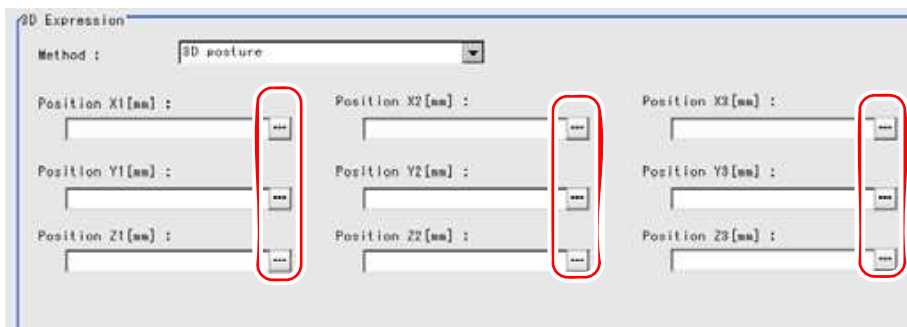 3D Expression
Method :
3D posture
Position X1[mm] :
Position X2[mm] :
Position X3[mm] :
...
...
...
Position Y1[mm] :
Position Y2[mm] :
Position Y3[mm] :
...
...
...
Position Z1[mm] :
Position Z2[mm] :
Position Z3[mm] :
...
...
...